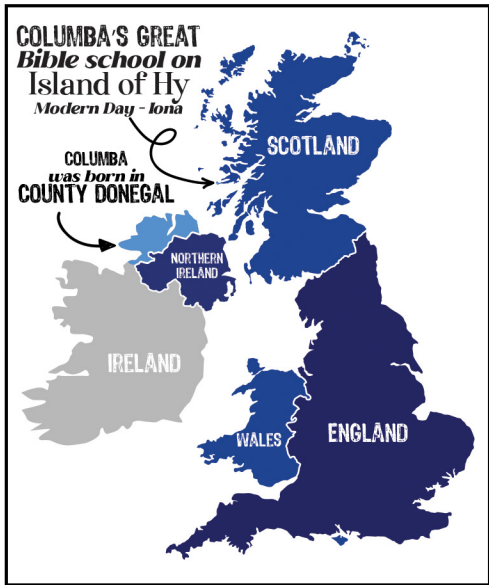 COLUMBA'S GREAT
Bible school on
Island of Hy
Modern Day - Iona
COLUMBA
was born in
COUNTY DONEGAL
SCOTLAND
NORTHERN
IRELAND
IRELAND
WALES
ENGLAND